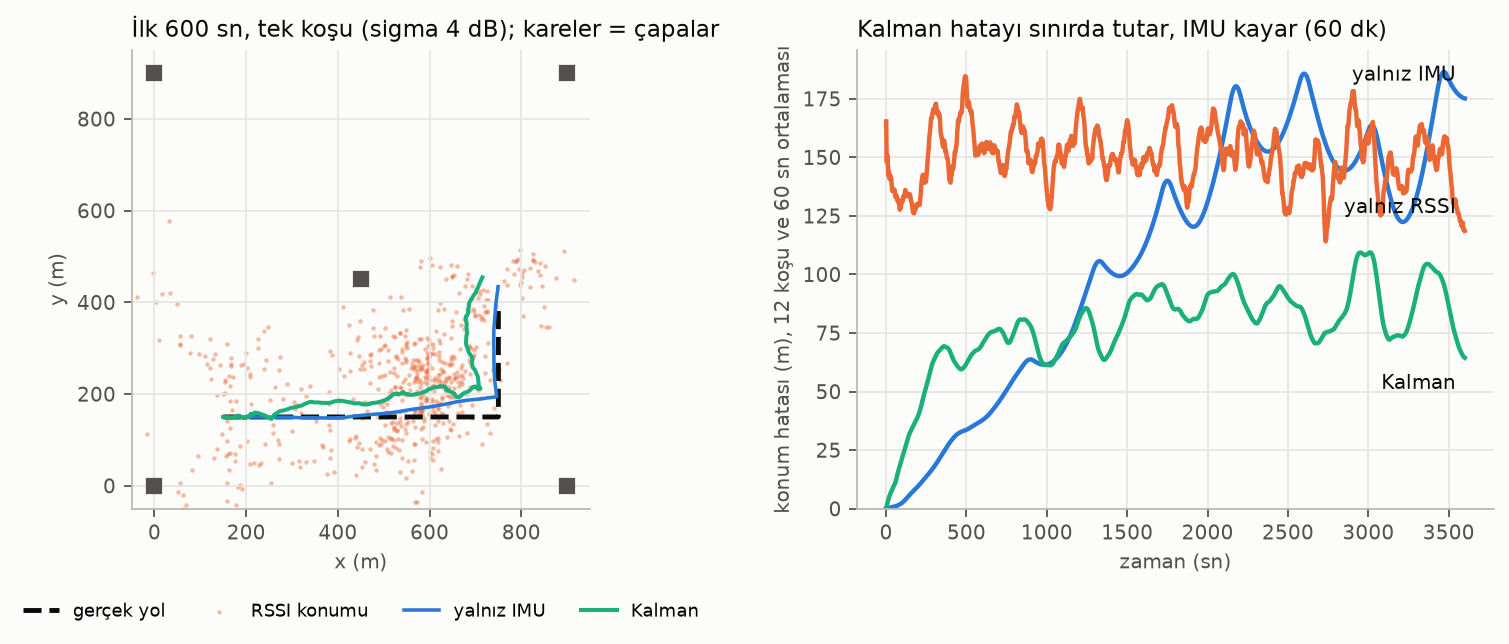 İlk 600 sn, tek koşu (sigma 4 dB); kareler = çapalar
800
600
400
200
0
y (m)
0
200
400
600
800
x (m)
gerçek yol
RSSI konumu
yalnız IMU
Kalman
Kalman hatayı sınırda tutar, IMU kayar (60 dk)
konum hatası (m), 12 koşu ve 60 sn ortalaması
175
150
125
100
75
50
25
0
yalnız IMU
yalnız RSSI
Kalman
0
500
1000
1500
2000
2500
3000
3500
zaman (sn)